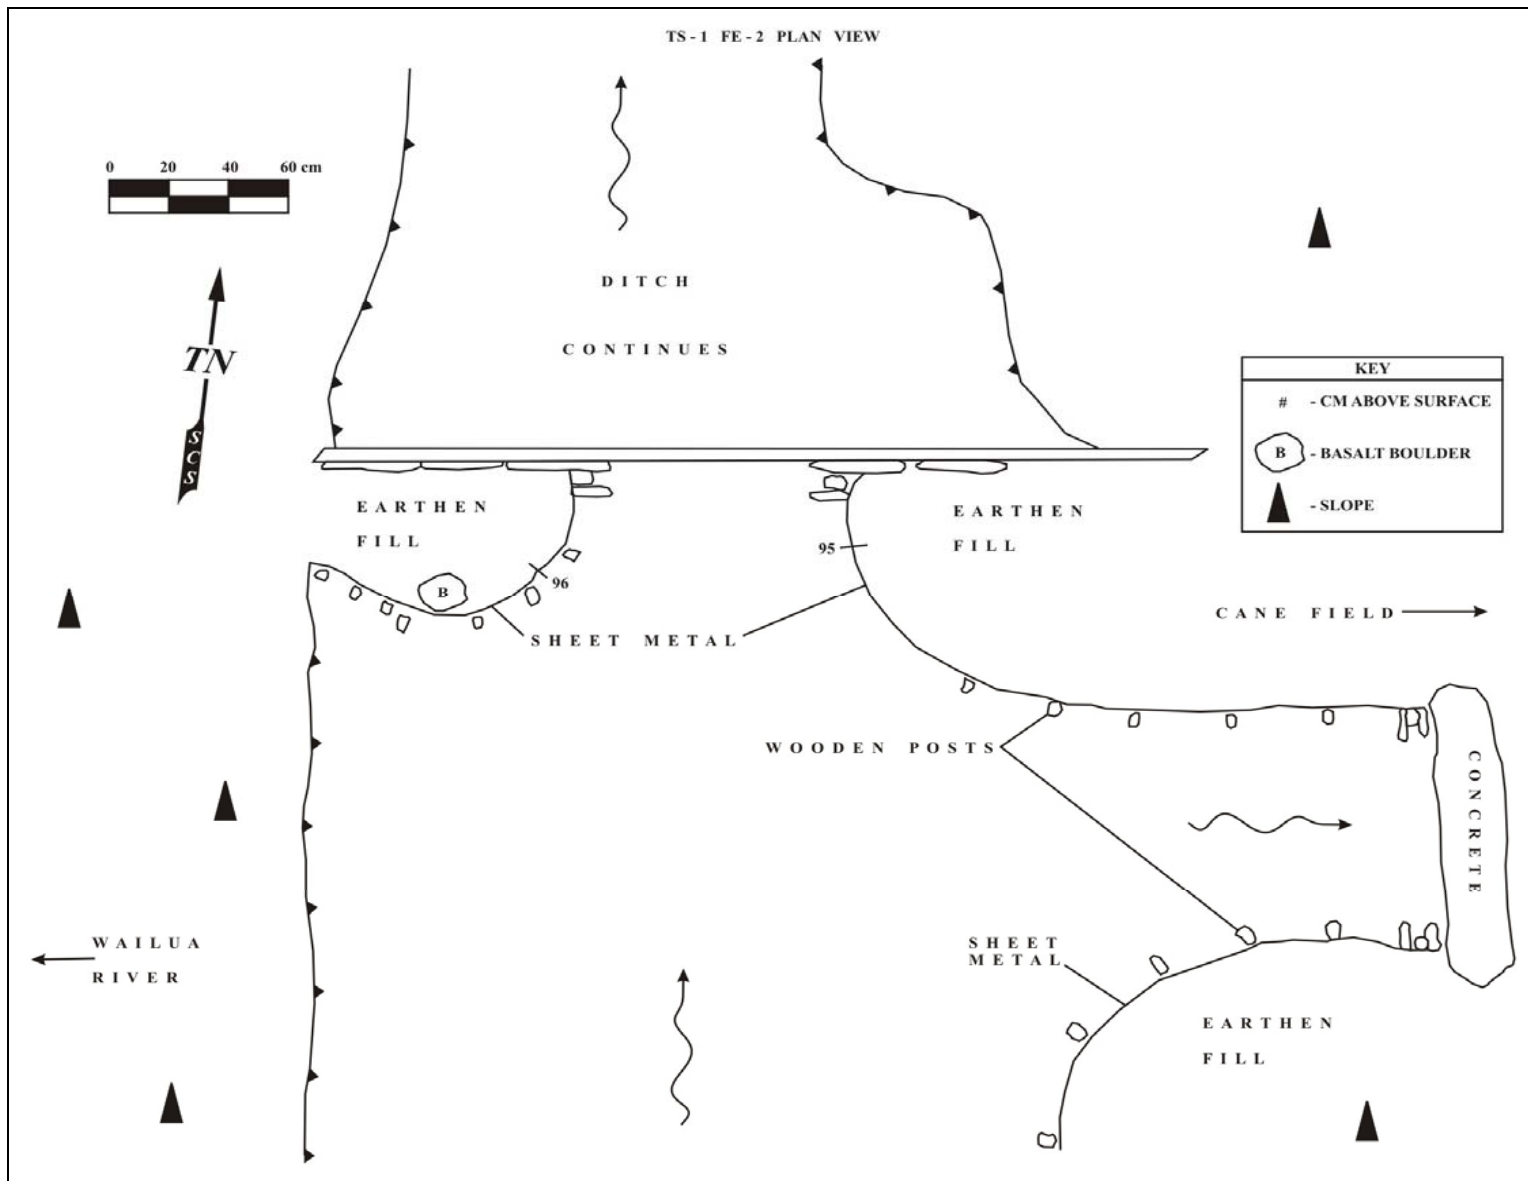 TS - 1 FE - 2 PLAN VIEW
0 20 40 60 cm
TN
SCS
DITCH
CONTINUES
KEY
# - CM ABOVE SURFACE
B - BASALT BOULDER
- SLOPE
EARTHEN
FILL
EARTHEN
FILL
95
96
B
SHEET METAL
CANE FIELD
WOODEN POSTS
CONCRETE
WAILUA
RIVER
SHEET
METAL
EARTHEN
FILL